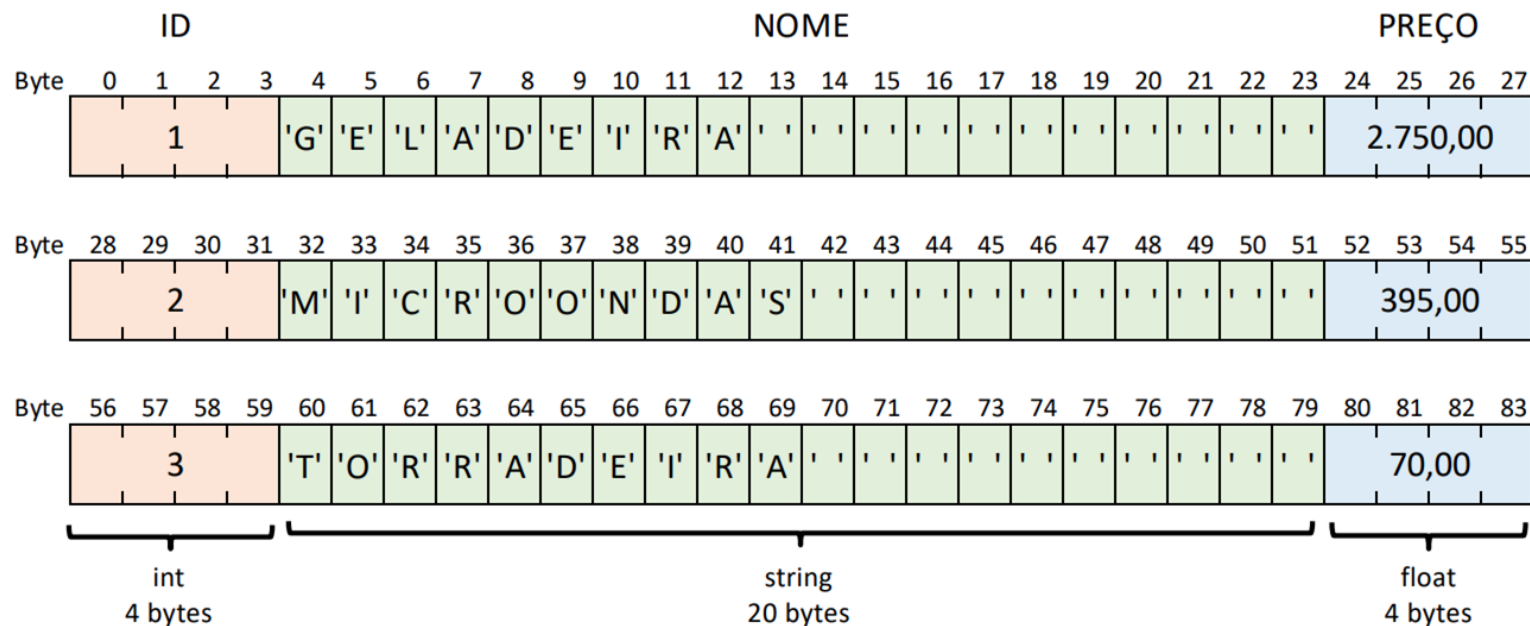 ID NOME PREÇO
Byte 0 1 2 3 4 5 6 7 8 9 10 11 12 13 14 15 16 17 18 19 20 21 22 23 24 25 26 27
1 'G' 'E' 'L' 'A' 'D' 'E' 'I' 'R' 'A' ' ' ' ' ' ' ' ' ' ' ' ' ' ' ' ' ' ' ' ' ' ' 2.750,00
Byte 28 29 30 31 32 33 34 35 36 37 38 39 40 41 42 43 44 45 46 47 48 49 50 51 52 53 54 55
2 'M' 'I' 'C' 'R' 'O' 'O' 'N' 'D' 'A' 'S' ' ' ' ' ' ' ' ' ' ' ' ' ' ' ' ' ' ' ' ' 395,00
Byte 56 57 58 59 60 61 62 63 64 65 66 67 68 69 70 71 72 73 74 75 76 77 78 79 80 81 82 83
3 'T' 'O' 'R' 'R' 'A' 'D' 'E' 'I' 'R' 'A' ' ' ' ' ' ' ' ' ' ' ' ' ' ' ' ' ' ' ' ' 70,00
int string float
4 bytes 20 bytes 4 bytes